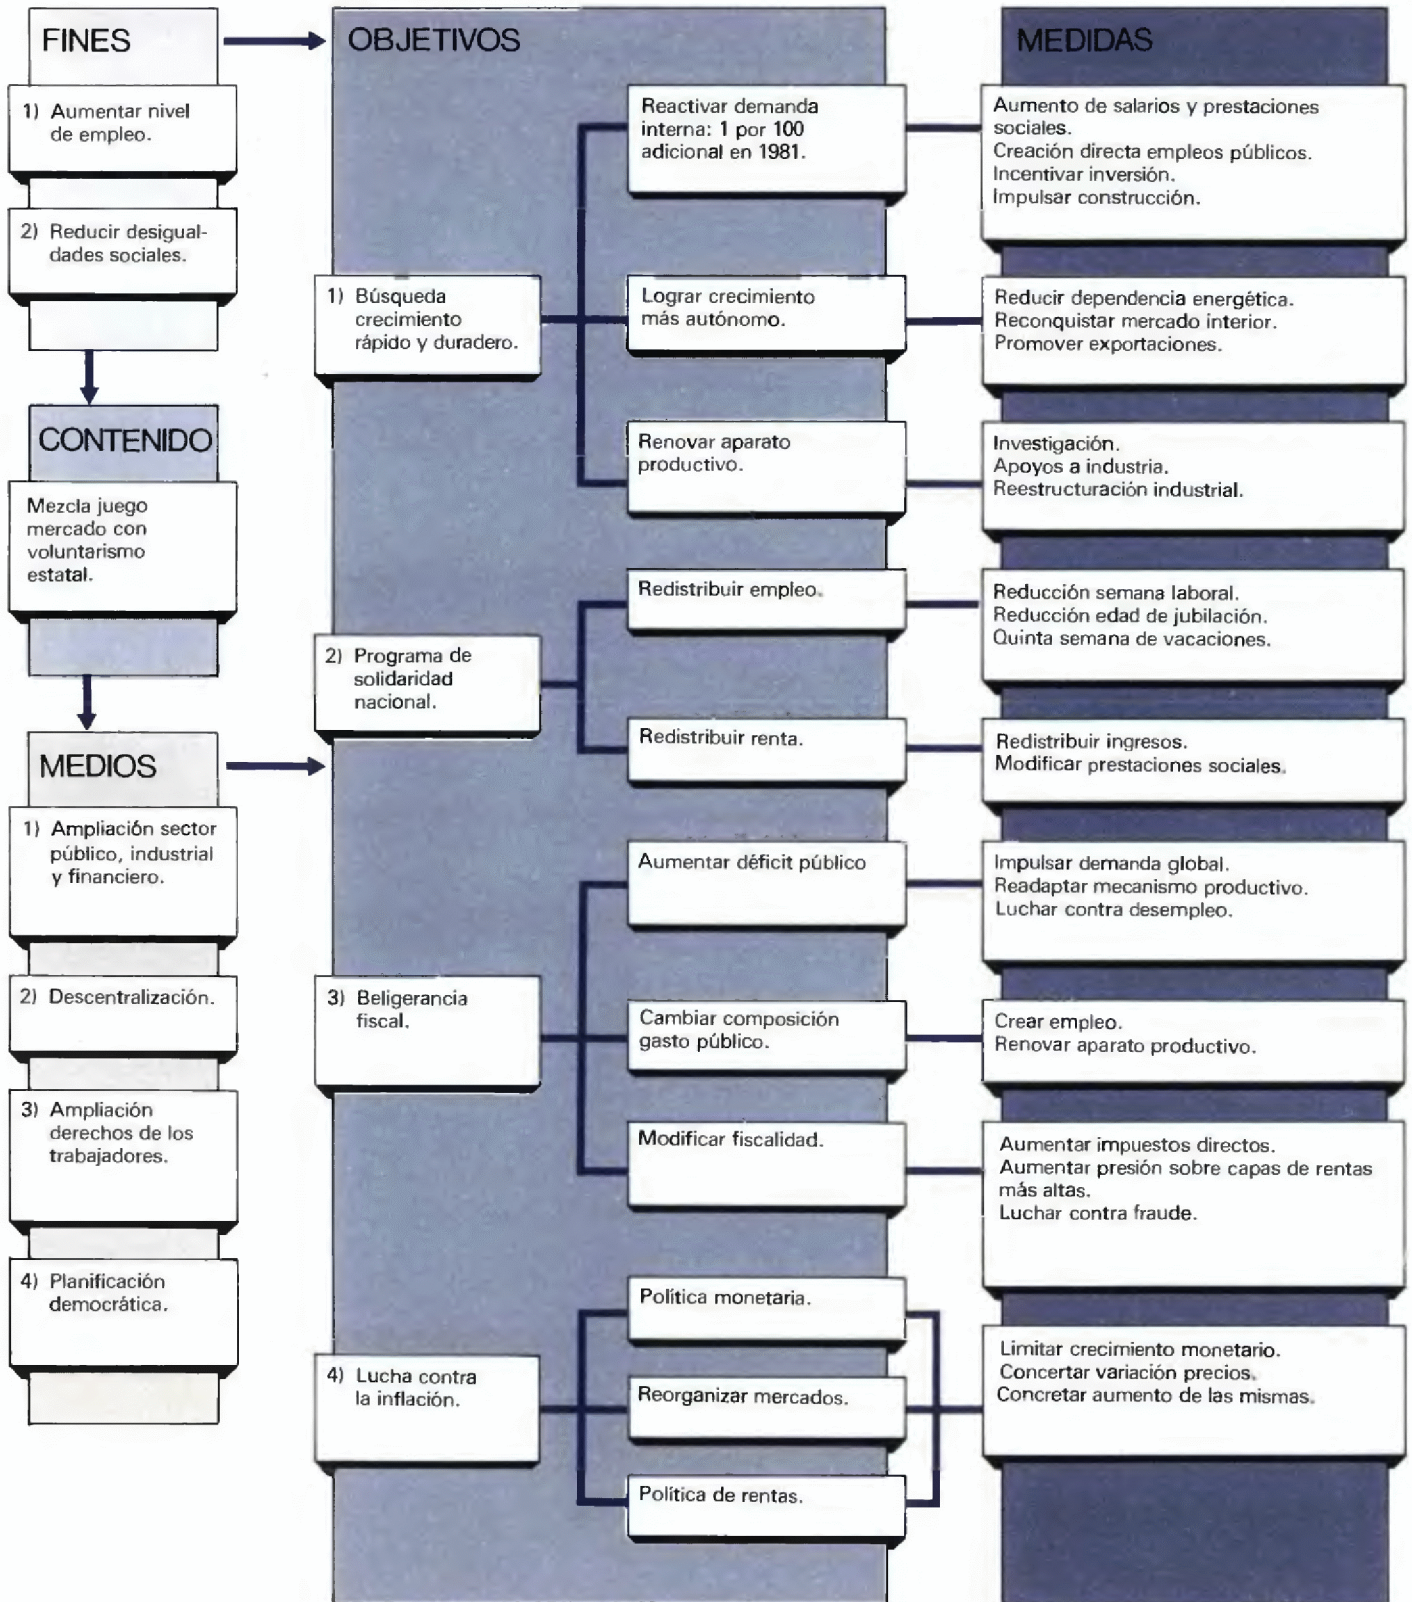 FINES
1) Aumentar nivel
de empleo.
2) Reducir desigual-
dades sociales.
CONTENIDO
Mezcla juego
mercado con
voluntarismo
estatal.
MEDIOS
1) Ampliación sector
público, industrial
y financiero.
2) Descentralización.
3) Ampliación
derechos de los
trabajadores.
4) Planificación
democrática.
OBJETIVOS
1) Búsqueda
crecimiento
rápido y duradero.
Reactivar demanda
interna: 1 por 100
adicional en 1981.
Lograr crecimiento
más autónomo.
Renovar aparato
productivo.
2) Programa de
solidaridad
nacional.
Redistribuir empleo.
Redistribuir renta.
3) Beligerancia
fiscal.
Aumentar déficit público
Cambiar composición
gasto público.
Modificar fiscalidad.
4) Lucha contra
la inflación.
Política monetaria.
Reorganizar mercados.
Política de rentas.
MEDIDAS
Aumento de salarios y prestaciones
sociales.
Creación directa empleos públicos.
Incentivar inversión.
Impulsar construcción.
Reducir dependencia energética.
Reconquistar mercado interior.
Promover exportaciones.
Investigación.
Apoyos a industria.
Reestructuración industrial.
Reducción semana laboral.
Reducción edad de jubilación.
Quinta semana de vacaciones.
Redistribuir ingresos.
Modificar prestaciones sociales.
Impulsar demanda global.
Readaptar mecanismo productivo.
Luchar contra desempleo.
Crear empleo.
Renovar aparato productivo.
Aumentar impuestos directos.
Aumentar presión sobre capas de rentas
más altas.
Luchar contra fraude.
Limitar crecimiento monetario.
Concertar variación precios.
Concretar aumento de las mismas.